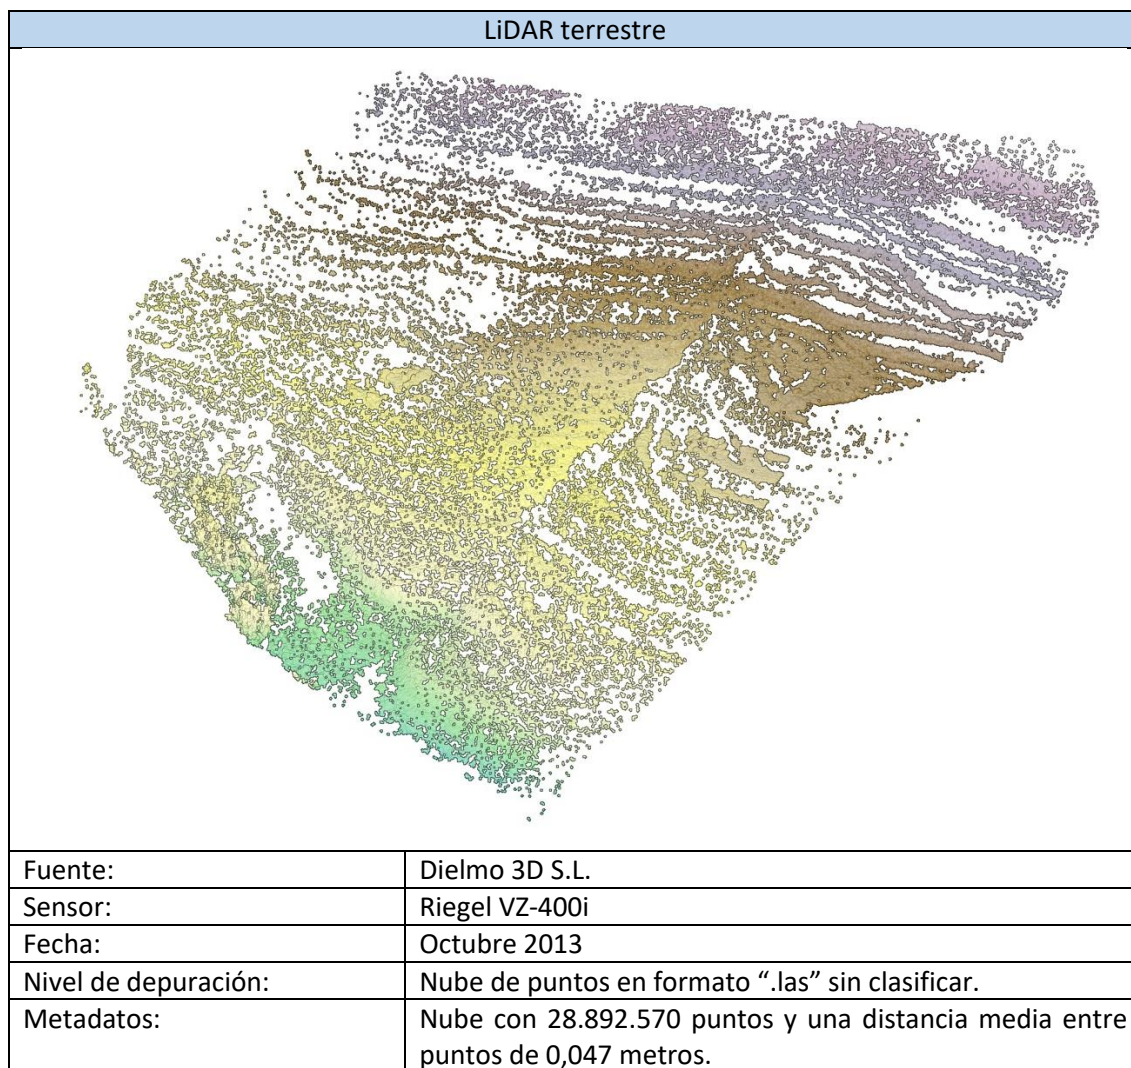 LiDAR terrestre
Fuente:
Dielmo 3D S.L.
Sensor:
Riegel VZ-400i
Fecha:
Octubre 2013
Nivel de depuración:
Nube de puntos en formato “.las” sin clasificar.
Metadatos:
Nube con 28.892.570 puntos y una distancia media entre
puntos de 0,047 metros.